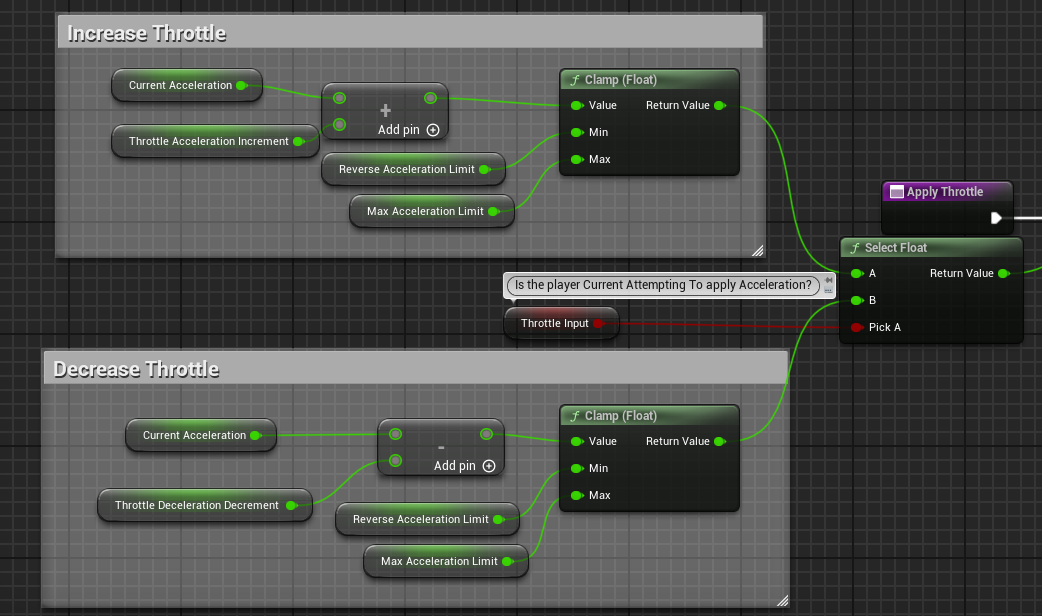 Increase Throttle
Current Acceleration
Throttle Acceleration Increment
+
Add pin
Reverse Acceleration Limit
Max Acceleration Limit
f Clamp (Float)
Value Return Value
Min
Max
Apply Throttle
f Select Float
A Return Value
B
Pick A
Is the player Current Attempting To apply Acceleration?
Throttle Input
Decrease Throttle
Current Acceleration
Throttle Deceleration Decrement
-
Add pin
Reverse Acceleration Limit
Max Acceleration Limit
f Clamp (Float)
Value Return Value
Min
Max